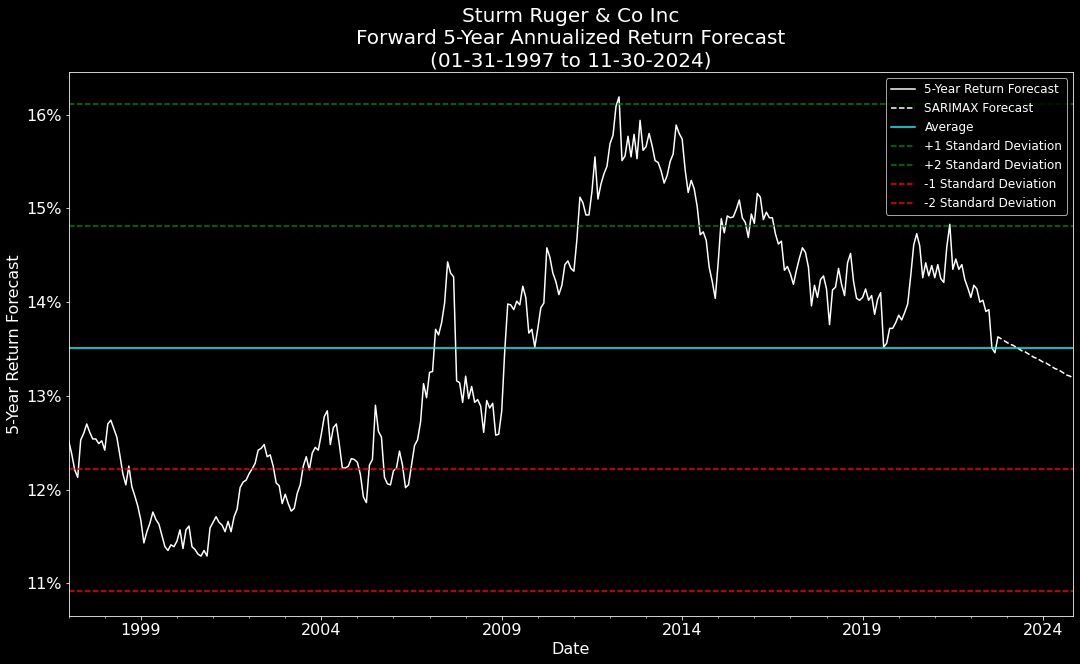 Sturm Ruger & Co Inc
Forward 5-Year Annualized Return Forecast
(01-31-1997 to 11-30-2024)
5-Year Return Forecast
SARIMAX Forecast
Average
+1 Standard Deviation
+2 Standard Deviation
-1 Standard Deviation
-2 Standard Deviation
16%
15%
14%
13%
12%
11%
5-Year Return Forecast
1999
2004
2009
2014
2019
2024
Date